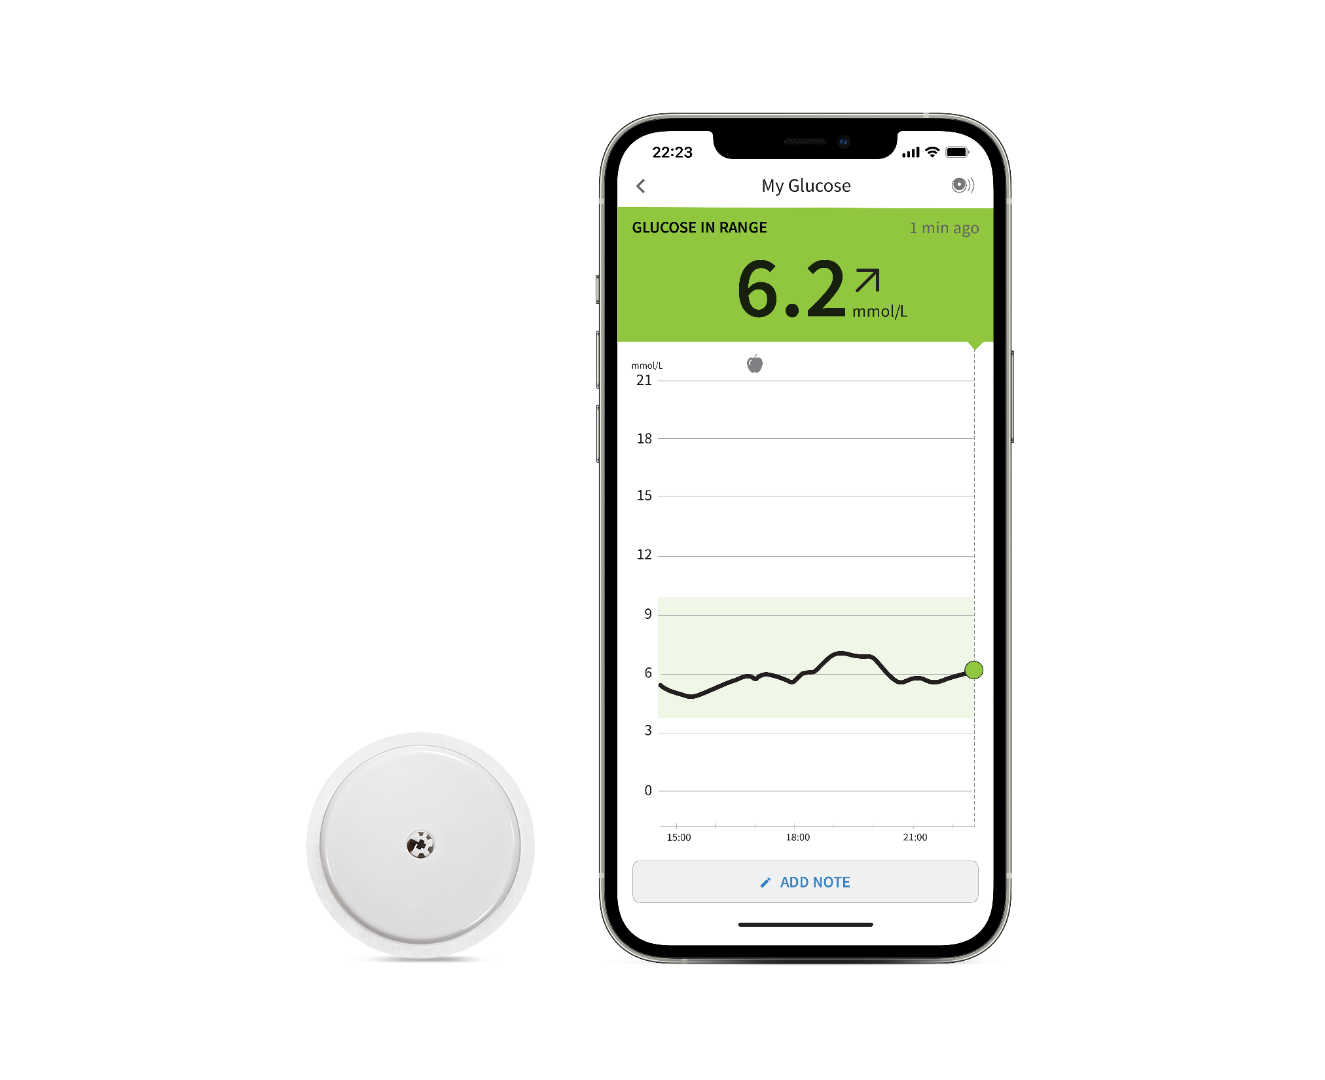 22:23
My Glucose
GLUCOSE IN RANGE
1 min ago
6.2
mmol/L
mmol/L
21
18
15
12
9
6
3
0
15:00 18:00 21:00
ADD NOTE